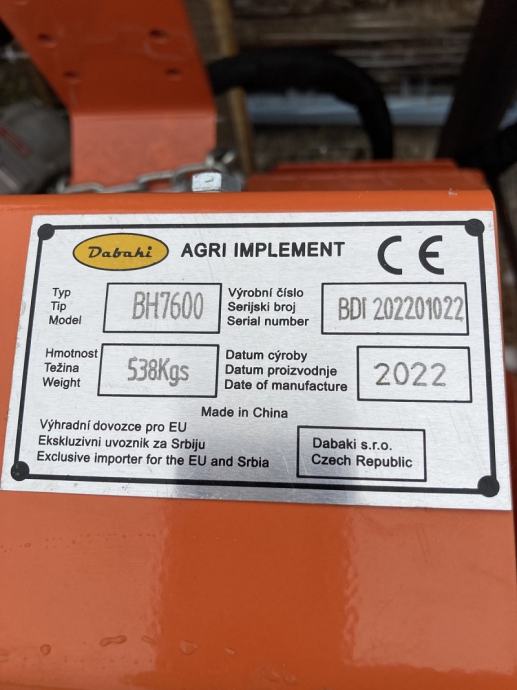 Dabaki AGRI IMPLEMENT CE
Typ
Tip
Model
BH7600
Výrobní číslo
Serijski broj
Serial number
BDI 202201022
Hmotnost
Težina
Weight
538Kgs
Datum cýroby
Datum proizvodnje
Date of manufacture
2022
Made in China
Výhradní dovozce pro EU
Ekskluzivni uvoznik za Srbiju
Exclusive importer for the EU and Serbia
Dabaki s.r.o.
Czech Republic